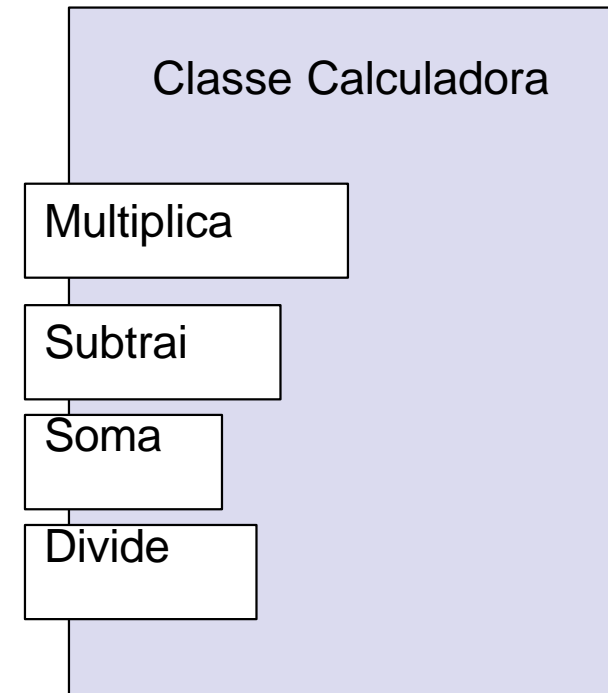 Classe Calculadora
Multiplica
Subtrai
Soma
Divide